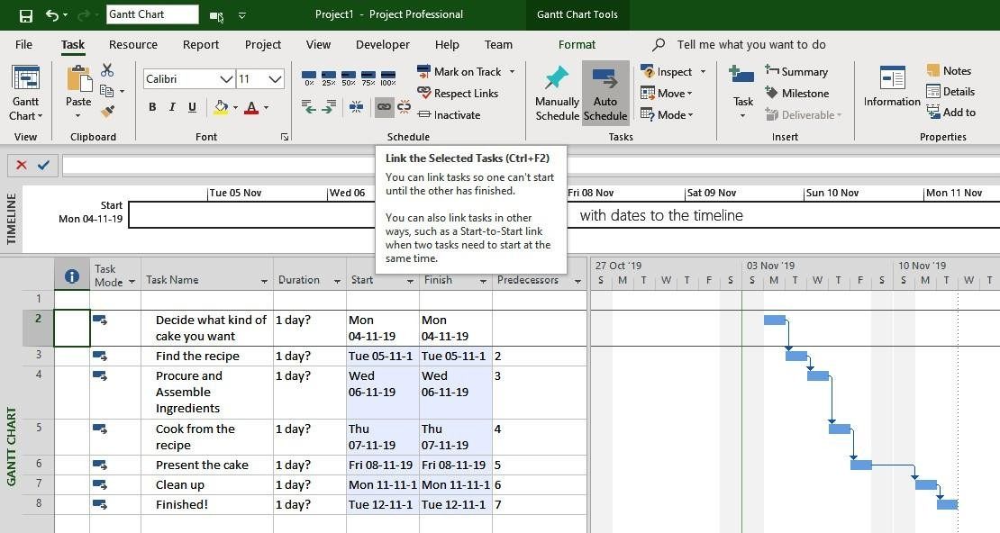 Gantt Chart
Project1 - Project Professional
Gantt Chart Tools
File Task Resource Report Project View Developer Help Team Format Tell me what you want to do
Gantt
Chart
View
Paste
Clipboard
Calibri 11
B I U A
Font
0% 25% 50% 75% 100%
Mark on Track
Respect Links
Inactivate
Schedule
Manually
Schedule
Auto
Schedule
Inspect
Move
Mode
Tasks
Task
Summary
Milestone
Deliverable
Insert
Information
Notes
Details
Add to
Properties
Link the Selected Tasks (Ctrl+F2)
You can link tasks so one can't start
until the other has finished.
You can also link tasks in other
ways, such as a Start-to-Start link
when two tasks need to start at the
same time.
TIMELINE
Start
Mon 04-11-19
Tue 05 Nov Wed 06 Fri 08 Nov Sat 09 Nov Sun 10 Nov Mon 11 Nov
with dates to the timeline
GANTT CHART
Task
Mode
Task Name Duration Start Finish Predecessors
27 Oct '19 03 Nov '19 10 Nov '19
S M T W T F S S M T W T F S S M T W T
1
2 Decide what kind of 1 day? Mon Mon
cake you want 04-11-19 04-11-19
3 Find the recipe 1 day? Tue 05-11-1 Tue 05-11-1 2
4 Procure and 1 day? Wed Wed 3
Assemble 06-11-19 06-11-19
Ingredients
5 Cook from the 1 day? Thu Thu 4
recipe 07-11-19 07-11-19
6 Present the cake 1 day? Fri 08-11-19 Fri 08-11-19 5
7 Clean up 1 day? Mon 11-11-1 Mon 11-11-1 6
8 Finished! 1 day? Tue 12-11-1 Tue 12-11-1 7